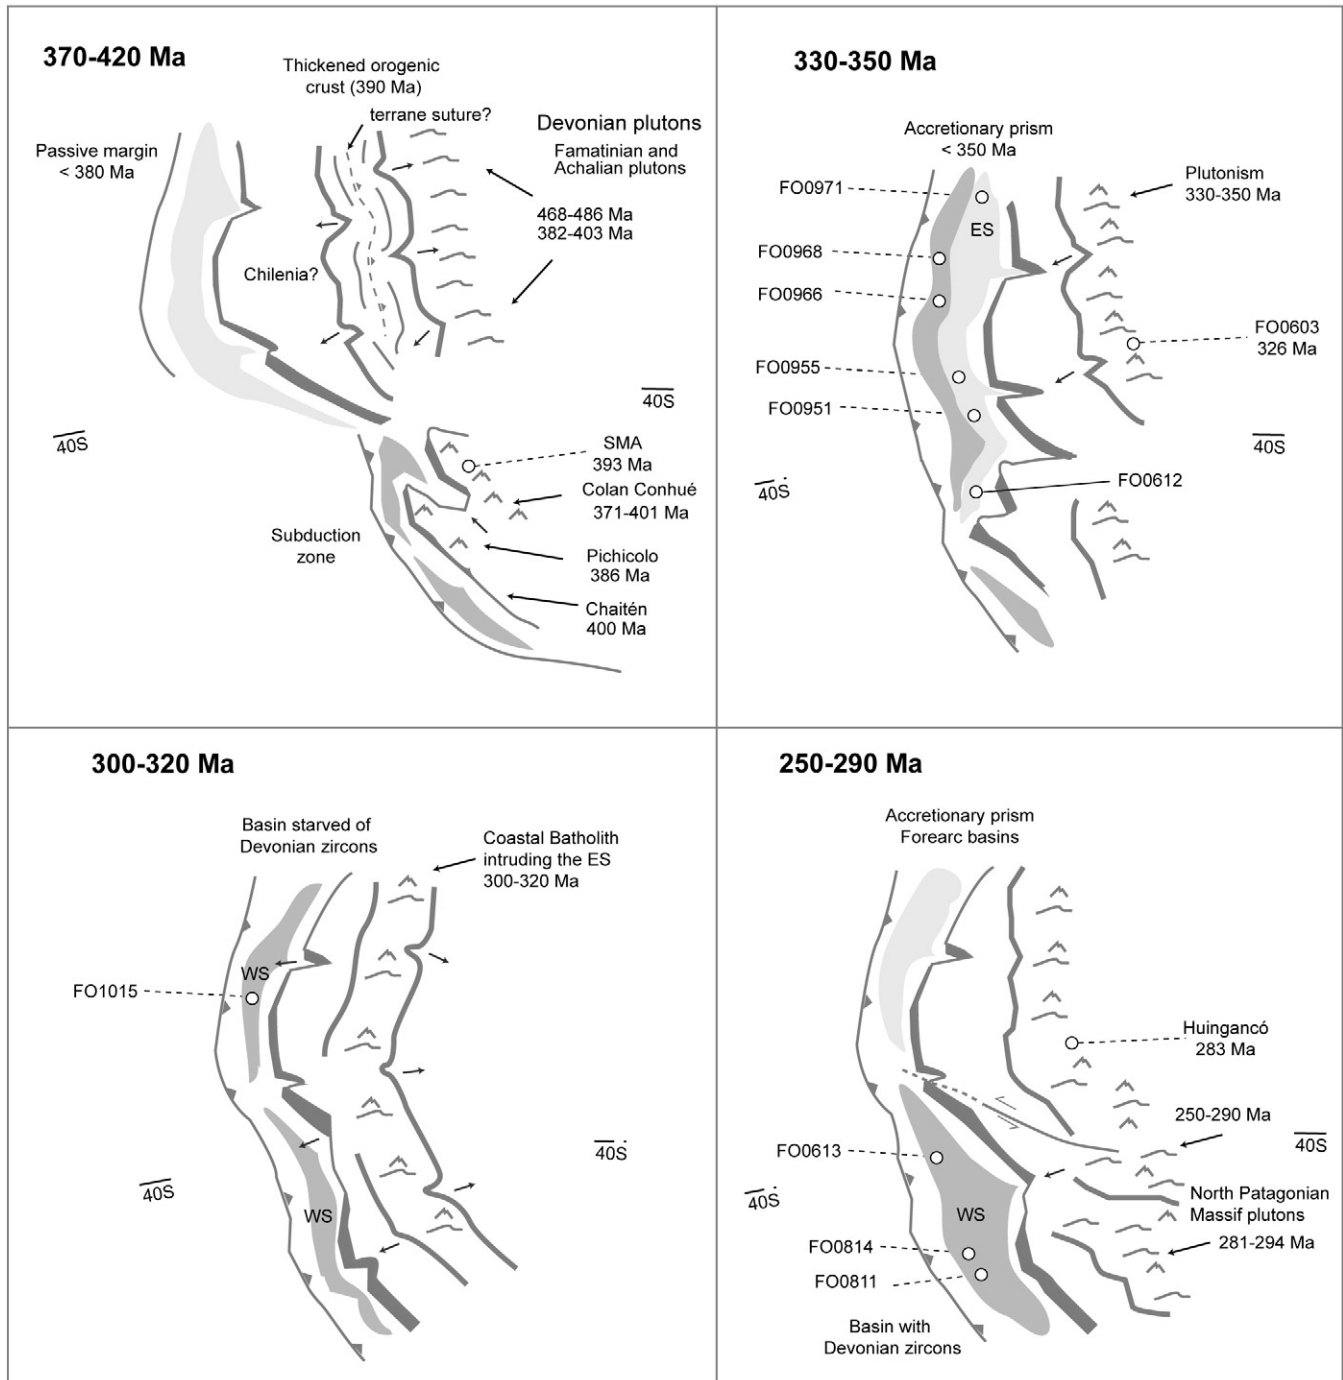 370-420 Ma
Thickened orogenic
crust (390 Ma)
terrane suture?
Devonian plutons
Famatinian and
Achalian plutons
Passive margin
< 380 Ma
468-486 Ma
382-403 Ma
Chilenia?
40S
40S
SMA
393 Ma
Colan Conhué
371-401 Ma
Subduction
zone
Pichicolo
386 Ma
Chaitén
400 Ma
330-350 Ma
Accretionary prism
< 350 Ma
FO0971
Plutonism
330-350 Ma
ES
FO0968
FO0966
FO0603
326 Ma
FO0955
FO0951
40S
40S
FO0612
300-320 Ma
Basin starved of
Devonian zircons
Coastal Batholith
intruding the ES
300-320 Ma
WS
FO1015
40S
40S
WS
250-290 Ma
Accretionary prism
Forearc basins
Huingancó
283 Ma
250-290 Ma
40S
FO0613
40S
North Patagonian
Massif plutons
WS
281-294 Ma
FO0814
FO0811
Basin with
Devonian zircons